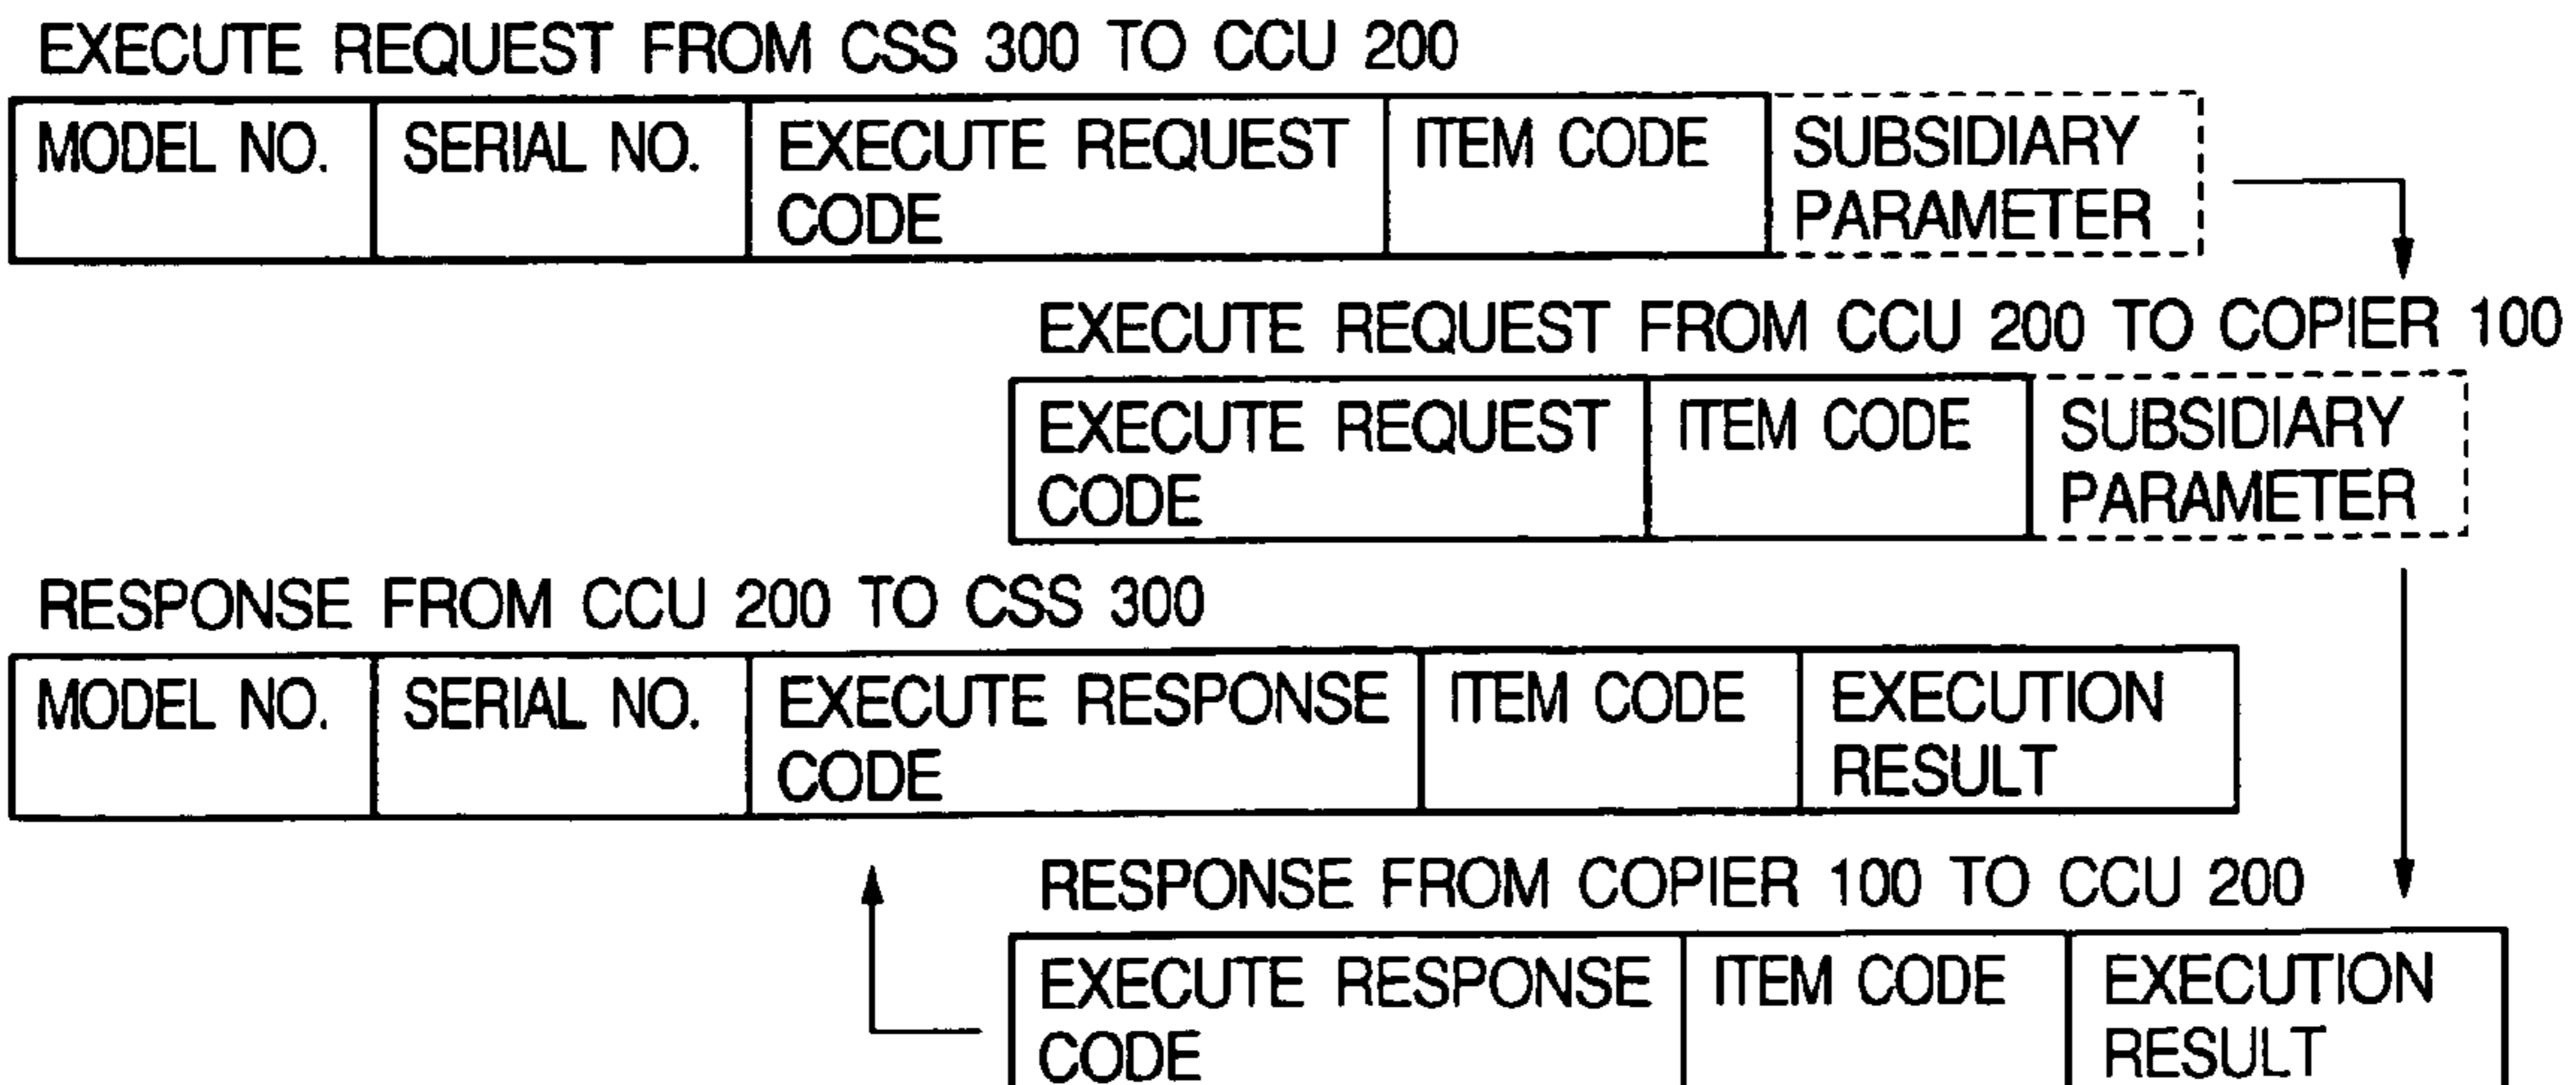 EXECUTE REQUEST FROM CSS 300 TO CCU 200
MODEL NO. SERIAL NO. EXECUTE REQUEST ITEM CODE SUBSIDIARY
CODE PARAMETER
EXECUTE REQUEST FROM CCU 200 TO COPIER 100
EXECUTE REQUEST ITEM CODE SUBSIDIARY
CODE PARAMETER
RESPONSE FROM CCU 200 TO CSS 300
MODEL NO. SERIAL NO. EXECUTE RESPONSE ITEM CODE EXECUTION
CODE RESULT
RESPONSE FROM COPIER 100 TO CCU 200
EXECUTE RESPONSE ITEM CODE EXECUTION
CODE RESULT